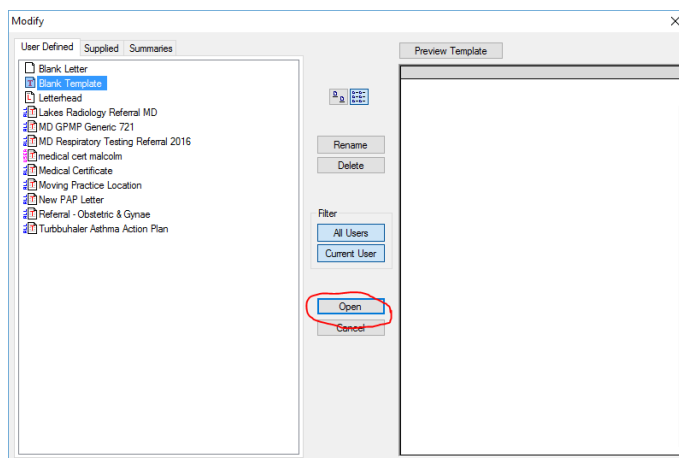 Modify
User Defined Supplied Summaries
Preview Template
Blank Letter
Blank Template
Letterhead
Lakes Radiology Referral MD
MD GPMP Generic 721
MD Respiratory Testing Referral 2016
medical cert malcolm
Medical Certificate
Moving Practice Location
New PAP Letter
Referral - Obstetric & Gynae
Turbbuhaler Asthma Action Plan
Rename
Delete
Filter
All Users
Current User
Open
Cancel